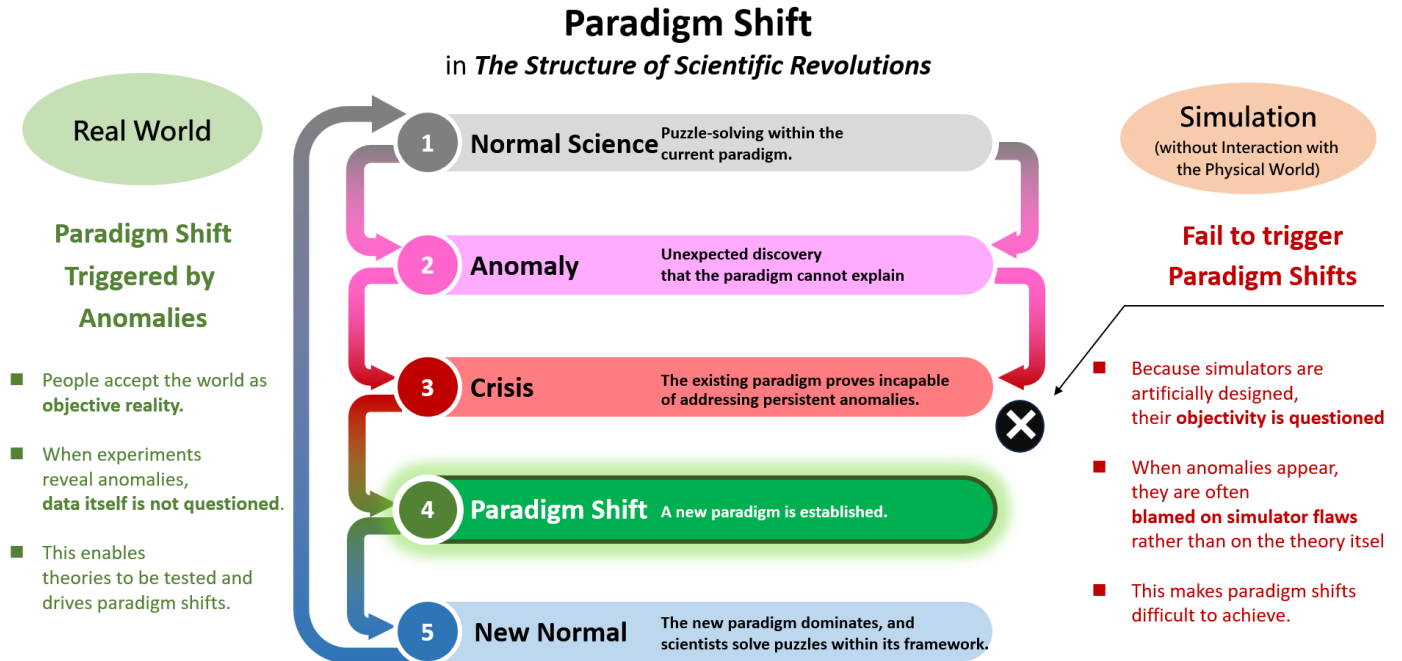 Paradigm Shift
in The Structure of Scientific Revolutions
Real World
Paradigm Shift
Triggered by
Anomalies
■ People accept the world as
objective reality.
■ When experiments
reveal anomalies,
data itself is not questioned.
■ This enables
theories to be tested and
drives paradigm shifts.
1 Normal Science Puzzle-solving within the
current paradigm.
2 Anomaly Unexpected discovery
that the paradigm cannot explain
3 Crisis The existing paradigm proves incapable
of addressing persistent anomalies.
4 Paradigm Shift A new paradigm is established.
5 New Normal The new paradigm dominates, and
scientists solve puzzles within its framework.
Simulation
(without Interaction with
the Physical World)
Fail to trigger
Paradigm Shifts
■ Because simulators are
artificially designed,
their objectivity is questioned
■ When anomalies appear,
they are often
blamed on simulator flaws
rather than on the theory itsel
■ This makes paradigm shifts
difficult to achieve.